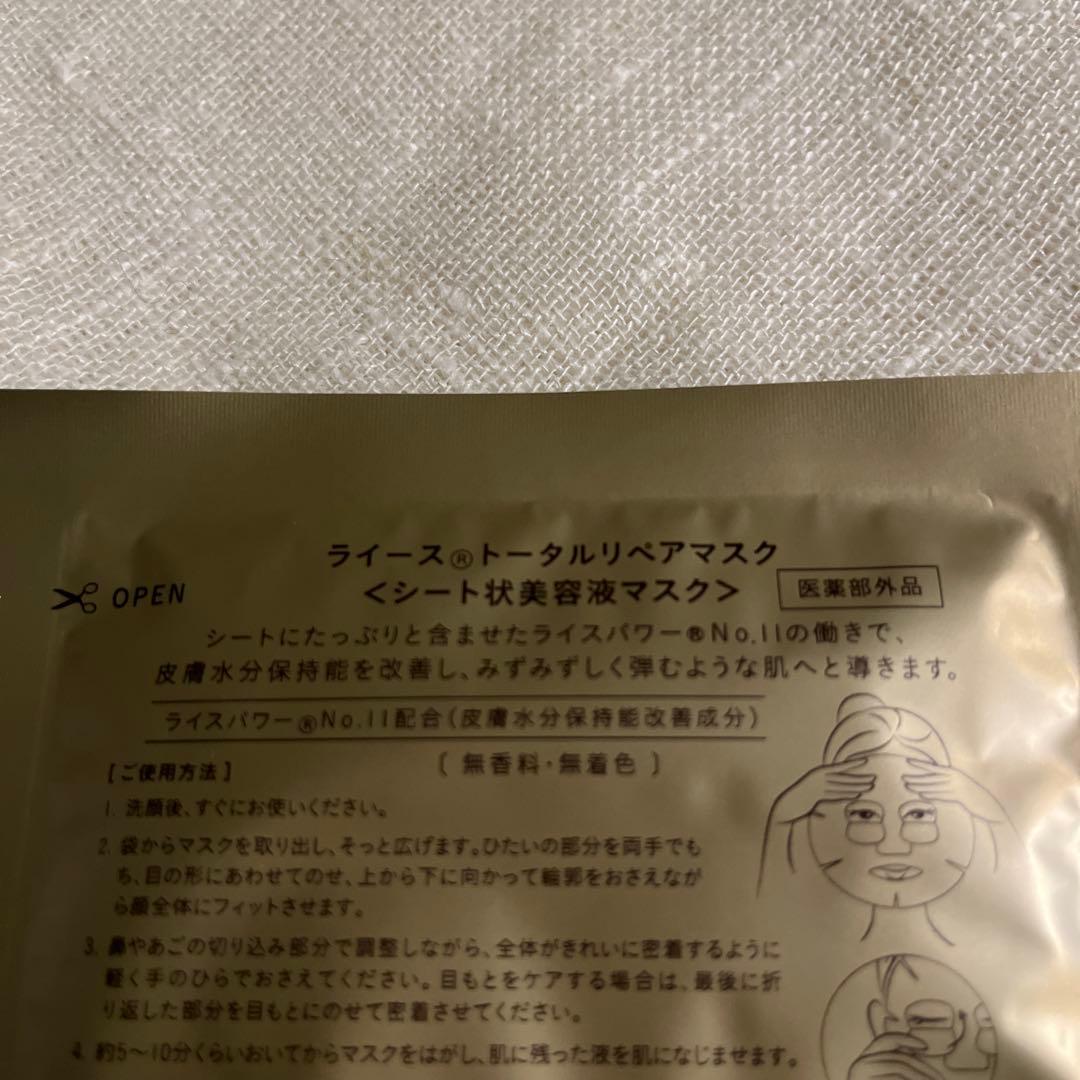 ライース®トータルリペアマスク
OPEN
＜シート状美容液マスク＞
医薬部外品
シートにたっぷりと含ませたライスパワー®No.11の働きで、
皮膚水分保持能を改善し、みずみずしく弾むような肌へと導きます。
ライスパワー®No.11配合(皮膚水分保持能改善成分)
[ご使用方法]
〔 無香料・無着色 〕
1. 洗顔後、すぐにお使いください。
2. 袋からマスクを取り出し、そっと広げます。ひたいの部分を両手でも
ち、目の形にあわせてのせ、上から下に向かって輪郭をおさえなが
ら顔全体にフィットさせます。
3. 鼻やあごの切り込み部分で調整しながら、全体がきれいに密着するように
軽く手のひらでおさえてください。目もとをケアする場合は、最後に折
り返した部分を目もとにのせて密着させてください。
4. 約5〜10分くらいおいてからマスクをはがし、肌に残った液を肌になじませます。